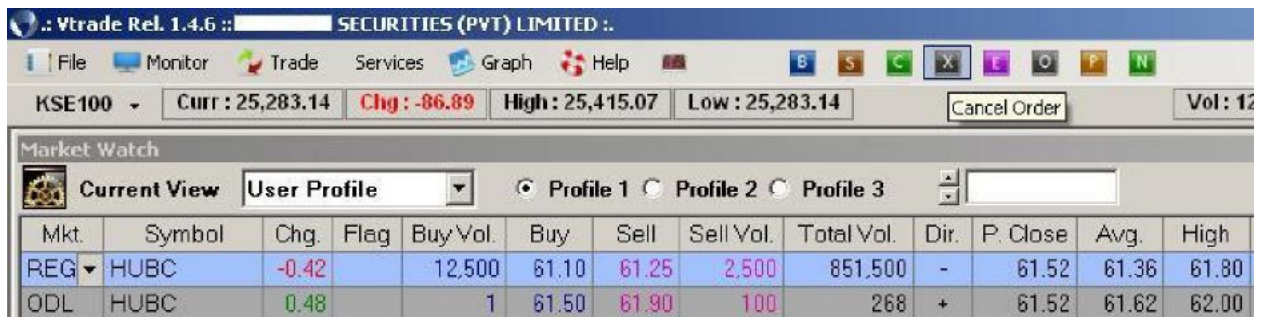 .: Vtrade Rel. 1.4.6 :: SECURITIES (PVT) LIMITED :.
File Monitor Trade Services Graph Help B S C X E O P N
KSE100 Curr : 25,283.14 Chg : -86.89 High : 25,415.07 Low : 25,283.14 Cancel Order Vol : 12
Market Watch
Current View User Profile Profile 1 Profile 2 Profile 3
Mkt. Symbol Chg. Flag Buy Vol. Buy Sell Sell Vol. Total Vol. Dir. P. Close Avg. High
REG HUBC -0.42 12,500 61.10 61.25 2,500 851,500 - 61.52 61.36 61.80
ODL HUBC 0.48 1 61.50 61.90 100 268 + 61.52 61.62 62.00